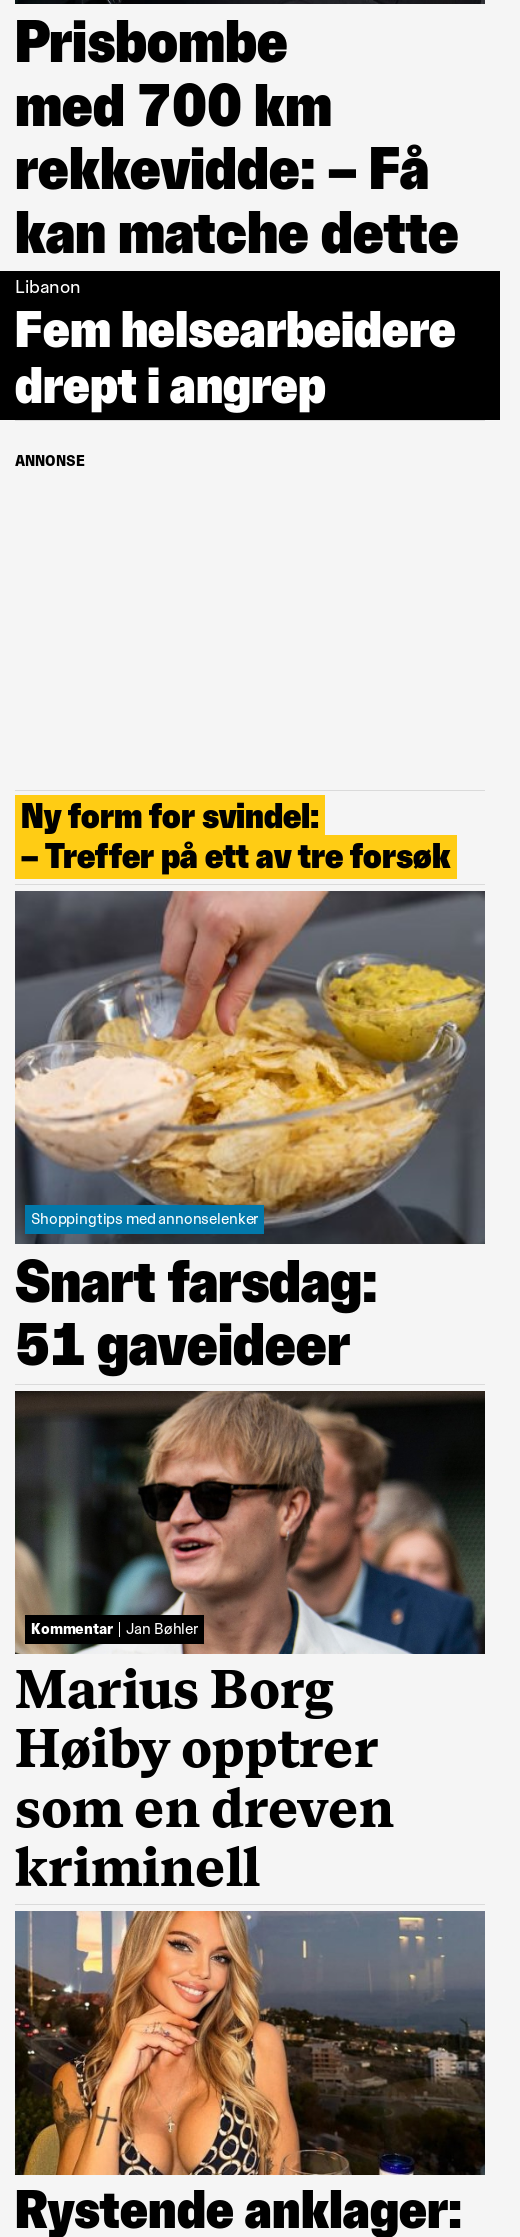 Prisbombe
med 700 km
rekkevidde: – Få
kan matche dette
Libanon
Fem helsearbeidere
drept i angrep
ANNONSE
Ny form for svindel:
– Treffer på ett av tre forsøk
Shoppingtips med annonselenker
Snart farsdag:
51 gaveideer
Kommentar | Jan Bøhler
Marius Borg
Høiby opptrer
som en dreven
kriminell
Rystende anklager: